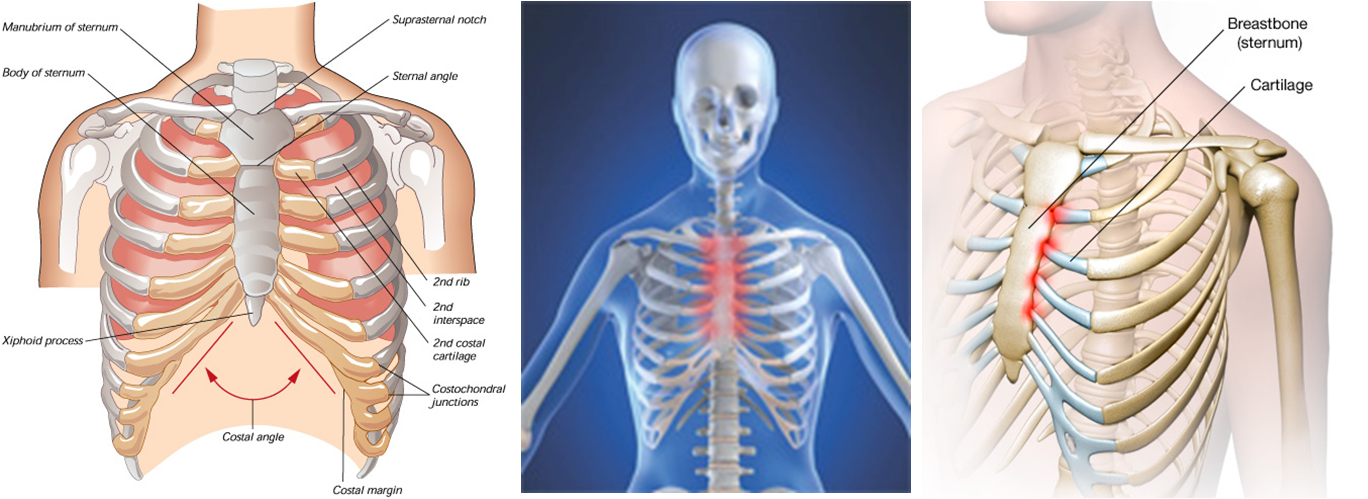 Manubrium of sternum
Suprasternal notch
Body of sternum
Sternal angle
2nd rib
2nd
interspace
2nd costal
cartilage
Xiphoid process
Costochondral
junctions
Costal angle
Costal margin
Breastbone
(sternum)
Cartilage